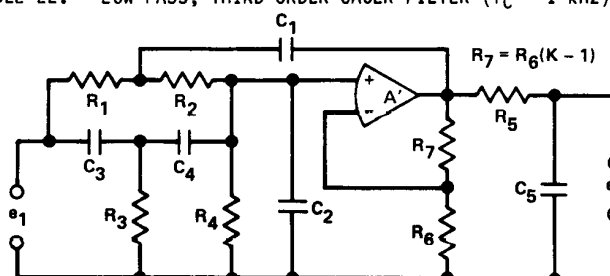 LOW PASS, THIRD ORDER CAUER FILTER
1 kHz)
C1
R7 = R6(K - 1)
R1
R2
+
A'
−
R5
C3
C4
R7
C5
e1
R3
R4
C2
R6
e